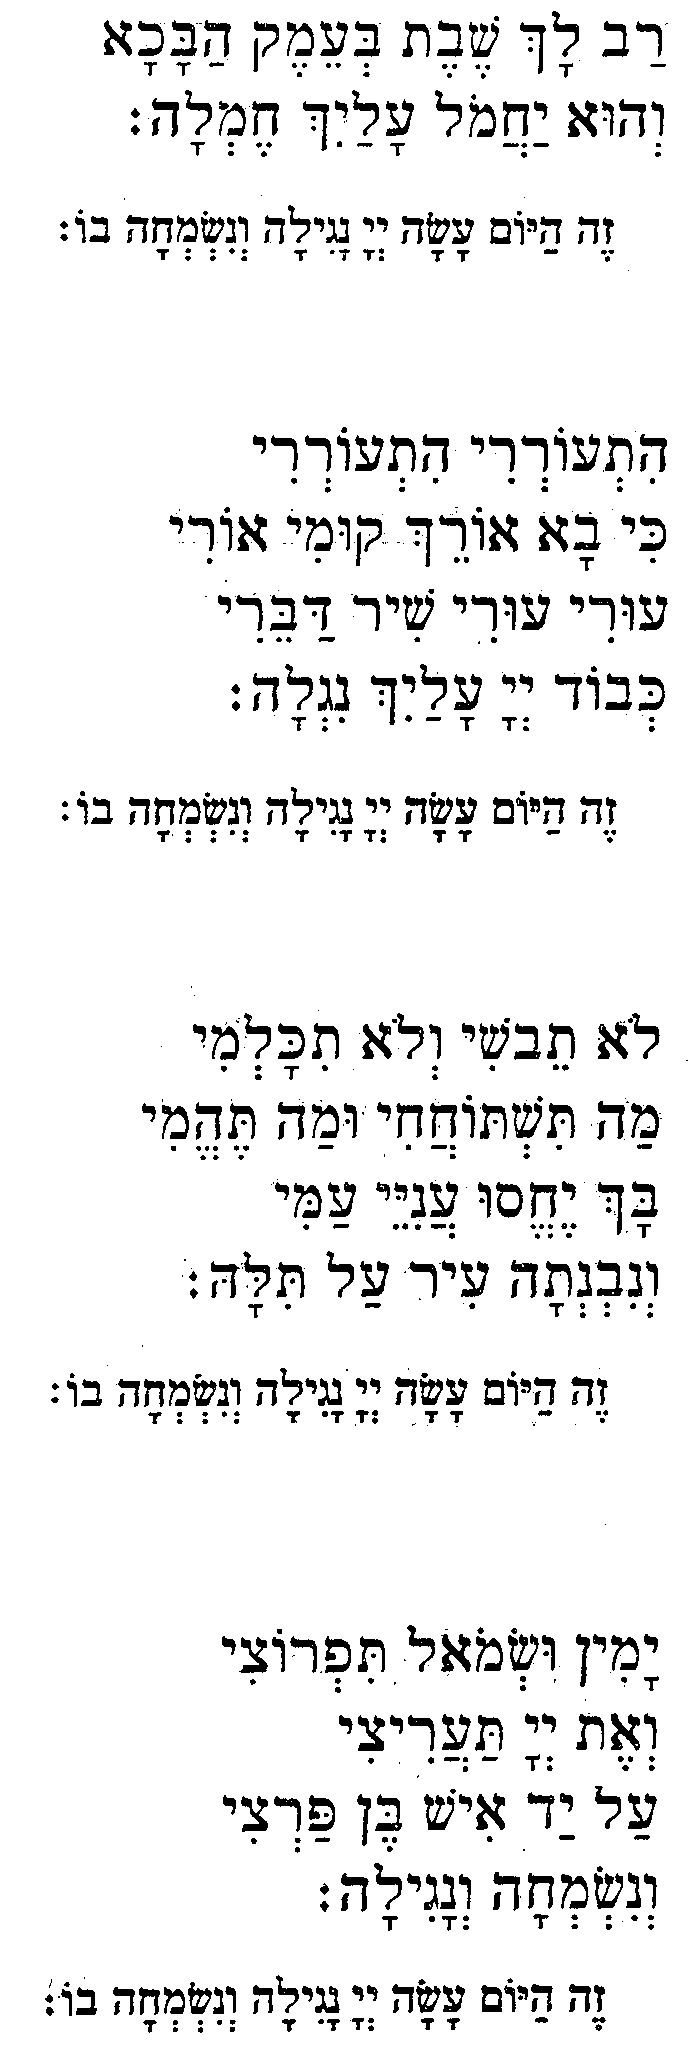 רַב לָךְ שֶׁבֶת בְּעֵמֶק הַבָּכָא
וְהוּא יַחֲמֹל עָלַיִךְ חֶמְלָה׃
זֶה הַיּוֹם עָשָׂה יְיָ נָגִילָה וְנִשְׂמְחָה בוֹ׃
הִתְעוֹרְרִי הִתְעוֹרְרִי
כִּי בָא אוֹרֵךְ קוּמִי אוֹרִי
עוּרִי עוּרִי שִׁיר דַּבֵּרִי
כְּבוֹד יְיָ עָלַיִךְ נִגְלָה׃
זֶה הַיּוֹם עָשָׂה יְיָ נָגִילָה וְנִשְׂמְחָה בוֹ׃
לֹא תֵבשִׁי וְלֹא תִכָּלְמִי
מַה תִּשְׁתּוֹחֲחִי וּמַה תֶּהֱמִי
בָּךְ יֶחֱסוּ עֲנִיֵּי עַמִּי
וְנִבְנְתָה עִיר עַל תִּלָּהּ׃
זֶה הַיּוֹם עָשָׂה יְיָ נָגִילָה וְנִשְׂמְחָה בוֹ׃
יָמִין וּשְׂמֹאל תִּפְרוֹצִי
וְאֶת יְיָ תַּעֲרִיצִי
עַל יַד אִישׁ בֶּן פַּרְצִי
וְנִשְׂמְחָה וְנָגִילָה׃
זֶה הַיּוֹם עָשָׂה יְיָ נָגִילָה וְנִשְׂמְחָה בוֹ׃